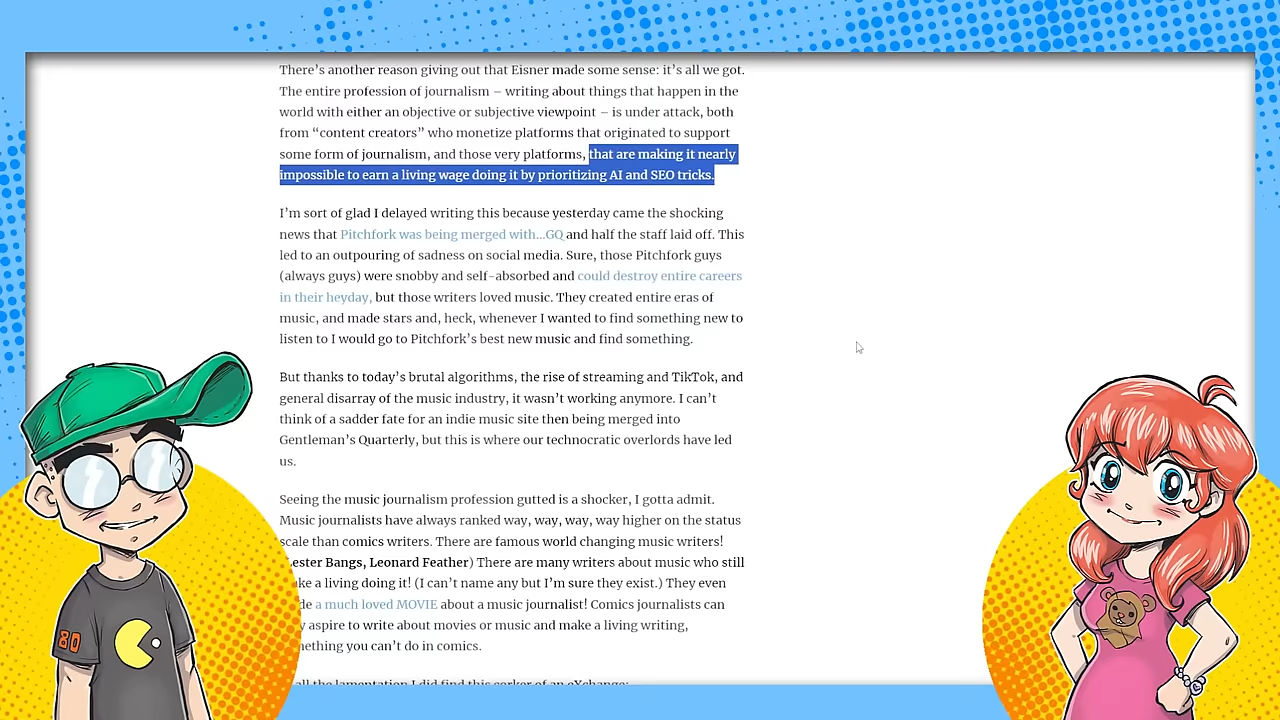 There's another reason giving out that Eisner made some sense: it's all we got.
The entire profession of journalism – writing about things that happen in the
world with either an objective or subjective viewpoint – is under attack, both
from “content creators” who monetize platforms that originated to support
some form of journalism, and those very platforms, that are making it nearly
impossible to earn a living wage doing it by prioritizing AI and SEO tricks.
I'm sort of glad I delayed writing this because yesterday came the shocking
news that Pitchfork was being merged with...GQ and half the staff laid off. This
led to an outpouring of sadness on social media. Sure, those Pitchfork guys
(always guys) were snobby and self-absorbed and could destroy entire careers
in their heyday, but those writers loved music. They created entire eras of
music, and made stars and, heck, whenever I wanted to find something new to
listen to I would go to Pitchfork's best new music and find something.
But thanks to today's brutal algorithms, the rise of streaming and TikTok, and
general disarray of the music industry, it wasn't working anymore. I can't
think of a sadder fate for an indie music site then being merged into
Gentleman's Quarterly, but this is where our technocratic overlords have led
us.
Seeing the music journalism profession gutted is a shocker, I gotta admit.
Music journalists have always ranked way, way, way, way higher on the status
scale than comics writers. There are famous world changing music writers!
ester Bangs, Leonard Feather) There are many writers about music who still
ke a living doing it! (I can't name any but I'm sure they exist.) They even
de a much loved MOVIE about a music journalist! Comics journalists can
y aspire to write about movies or music and make a living writing,
mething you can't do in comics.
all the lamentation I did find this corker of an eXchange:
80